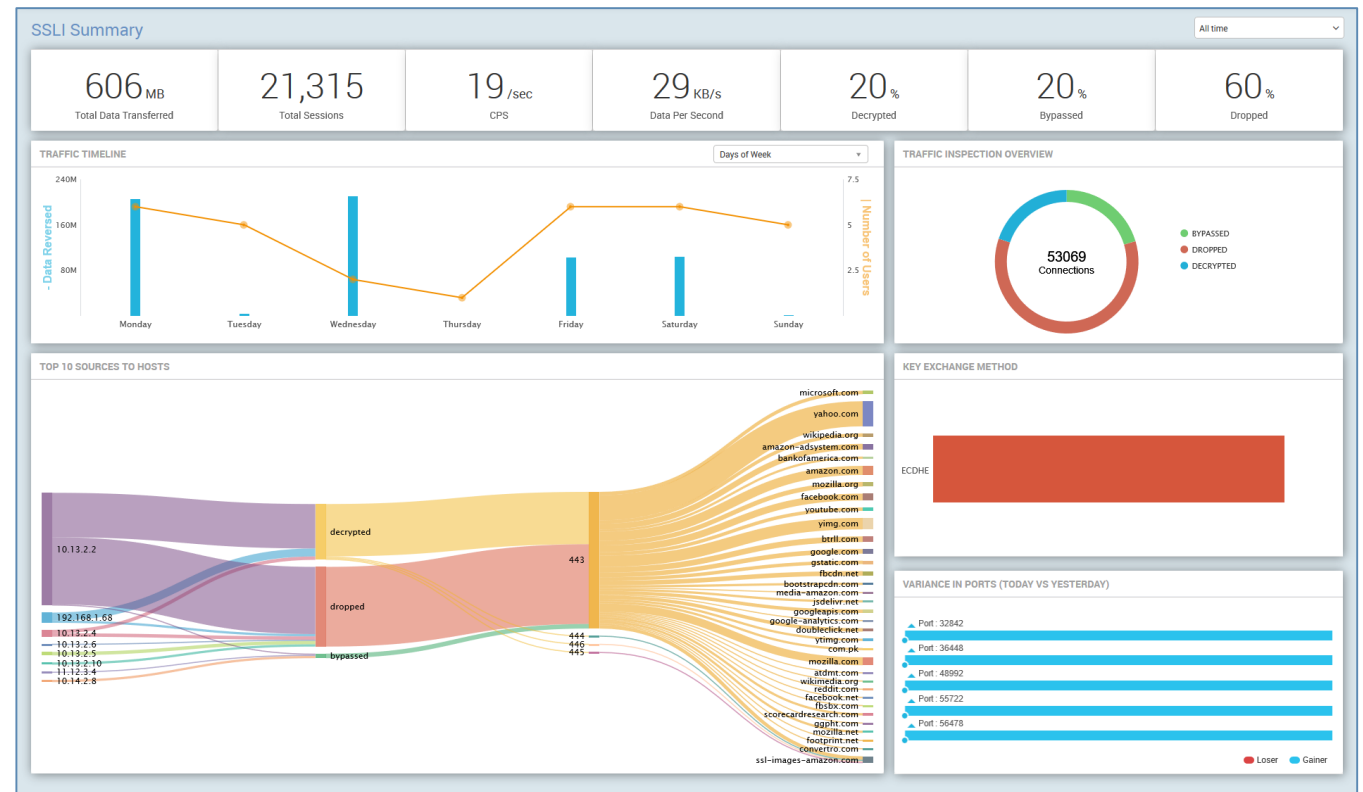 SSLI Summary
All time
606 MB
Total Data Transferred
21,315
Total Sessions
19 /sec
CPS
29 KB/s
Data Per Second
20 %
Decrypted
20 %
Bypassed
60 %
Dropped
TRAFFIC TIMELINE
Days of Week
240M
160M
80M
- Data Reversed
7.5
5
2.5
| Number of Users
Monday
Tuesday
Wednesday
Thursday
Friday
Saturday
Sunday
TRAFFIC INSPECTION OVERVIEW
53069
Connections
BYPASSED
DROPPED
DECRYPTED
TOP 10 SOURCES TO HOSTS
10.13.2.2
192.168.1.68
10.13.2.4
10.13.2.6
10.13.2.5
10.13.2.10
11.12.3.4
10.14.2.8
decrypted
dropped
bypassed
443
444
446
445
microsoft.com
yahoo.com
wikipedia.org
amazon-adsystem.com
bankofamerica.com
amazon.com
mozilla.org
facebook.com
youtube.com
yimg.com
btrll.com
google.com
gstatic.com
fbcdn.net
bootstrapcdn.com
media-amazon.com
jsdelivr.net
googleapis.com
google-analytics.com
doubleclick.net
ytimg.com
com.pk
mozilla.com
atdmt.com
wikimedia.org
reddit.com
facebook.net
fbsbx.com
scorecardresearch.com
ggpht.com
mozilla.net
footprint.net
convertro.com
ssl-images-amazon.com
KEY EXCHANGE METHOD
ECDHE
VARIANCE IN PORTS (TODAY VS YESTERDAY)
Port : 32842
Port : 36448
Port : 48992
Port : 55722
Port : 56478
Loser
Gainer